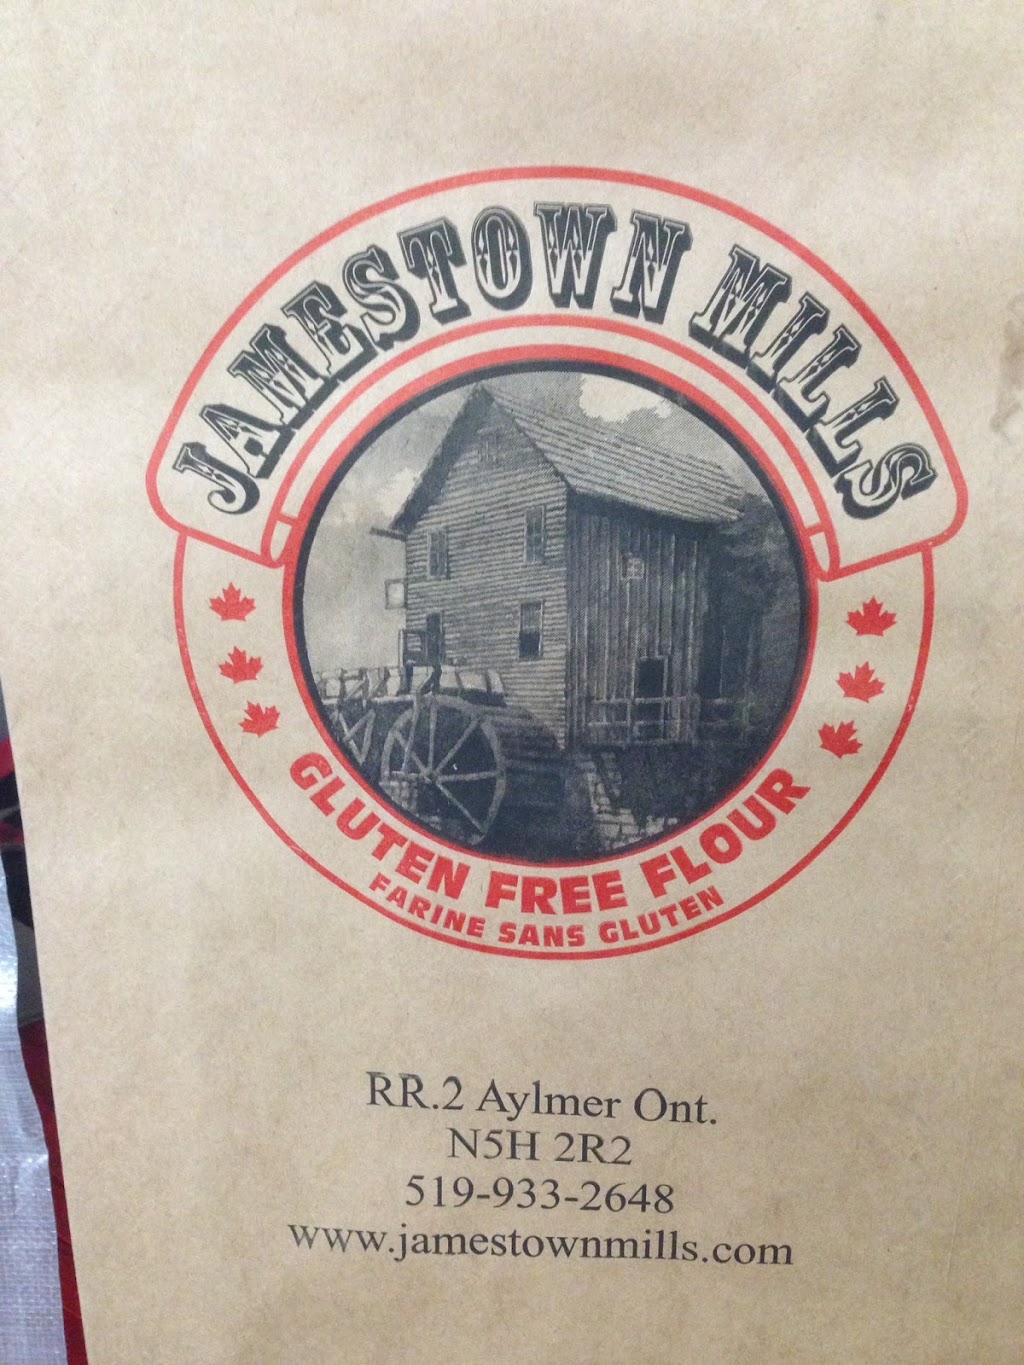 JAMESTOWN MILLS
GLUTEN FREE FLOUR
FARINE SANS GLUTEN
RR.2 Aylmer Ont.
N5H 2R2
519-933-2648
www.jamestownmills.com